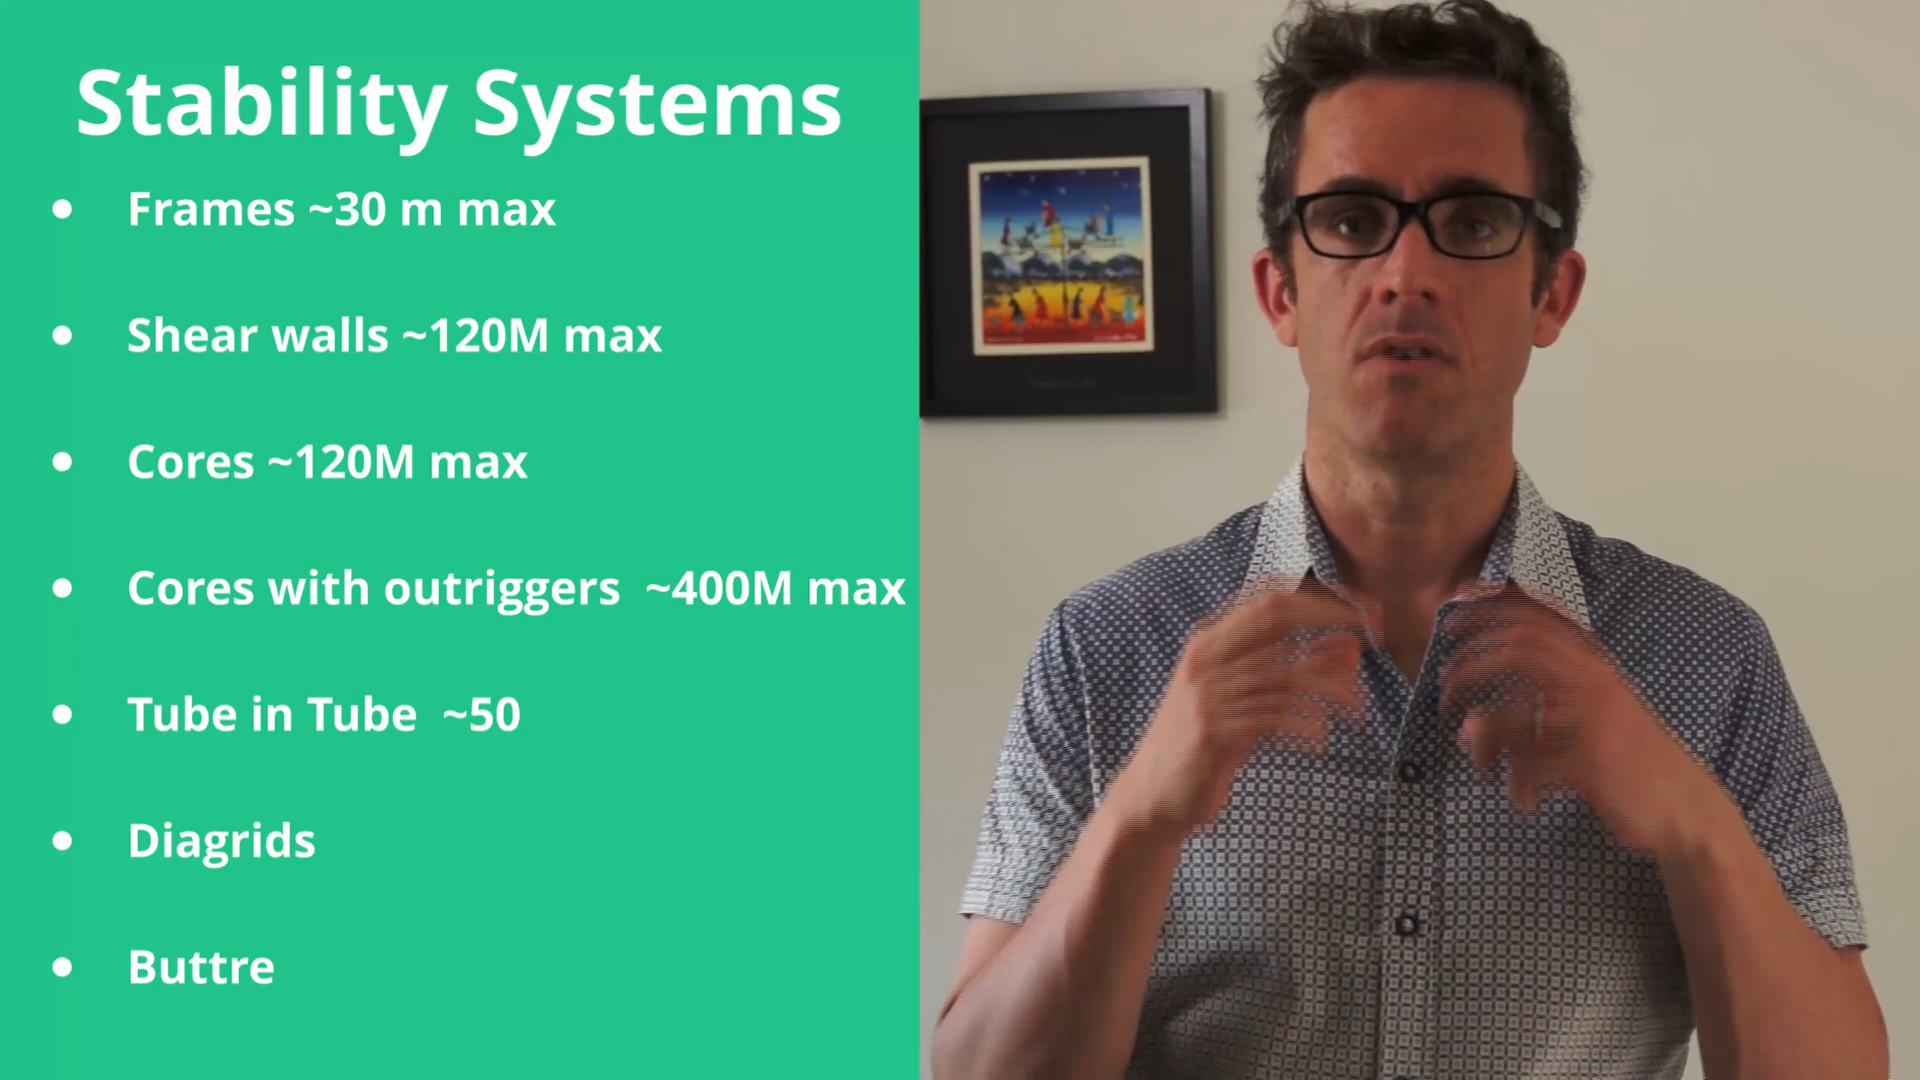 Stability Systems
• Frames ~30 m max
• Shear walls ~120M max
• Cores ~120M max
• Cores with outriggers ~400M max
• Tube in Tube ~50
• Diagrids
• Buttre